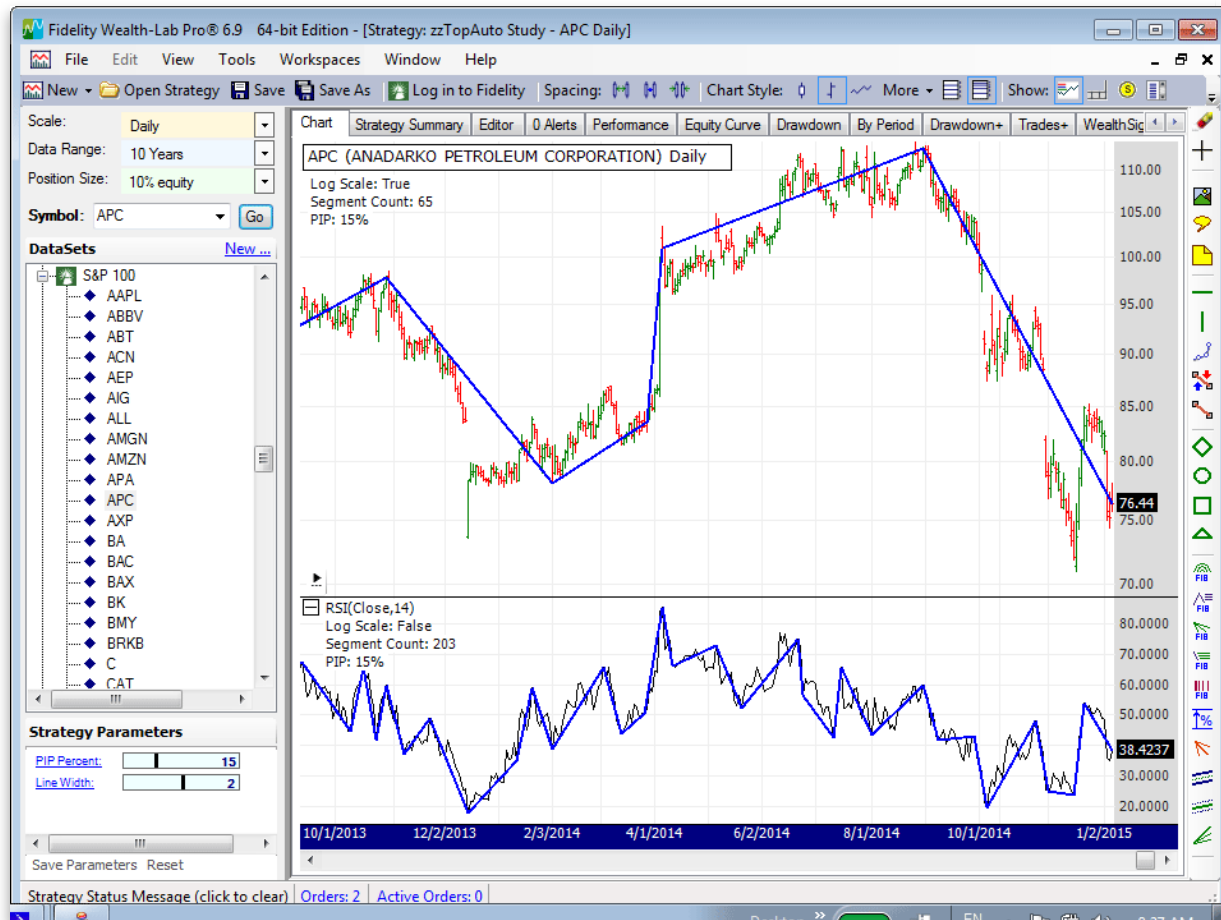 Fidelity Wealth-Lab Pro® 6.9 64-bit Edition - [Strategy: zzTopAuto Study - APC Daily]
File Edit View Tools Workspaces Window Help
New Open Strategy Save Save As Log in to Fidelity Spacing: Chart Style: More Show:
Scale: Daily
Data Range: 10 Years
Position Size: 10% equity
Symbol: APC Go
DataSets New ...
S&P 100
AAPL
ABBV
ABT
ACN
AEP
AIG
ALL
AMGN
AMZN
APA
APC
AXP
BA
BAC
BAX
BK
BMY
BRKB
C
CAT
Strategy Parameters
PIP Percent: 15
Line Width: 2
Save Parameters Reset
Chart Strategy Summary Editor 0 Alerts Performance Equity Curve Drawdown By Period Drawdown+ Trades+ WealthSig
APC (ANADARKO PETROLEUM CORPORATION) Daily
Log Scale: True
Segment Count: 65
PIP: 15%
110.00
105.00
100.00
95.00
90.00
85.00
80.00
76.44
75.00
70.00
RSI(Close,14)
Log Scale: False
Segment Count: 203
PIP: 15%
80.0000
70.0000
60.0000
50.0000
38.4237
30.0000
20.0000
10/1/2013 12/2/2013 2/3/2014 4/1/2014 6/2/2014 8/1/2014 10/1/2014 1/2/2015
FIB
FIB
FIB
FIB
FIB
%
Strategy Status Message (click to clear) Orders: 2 Active Orders: 0